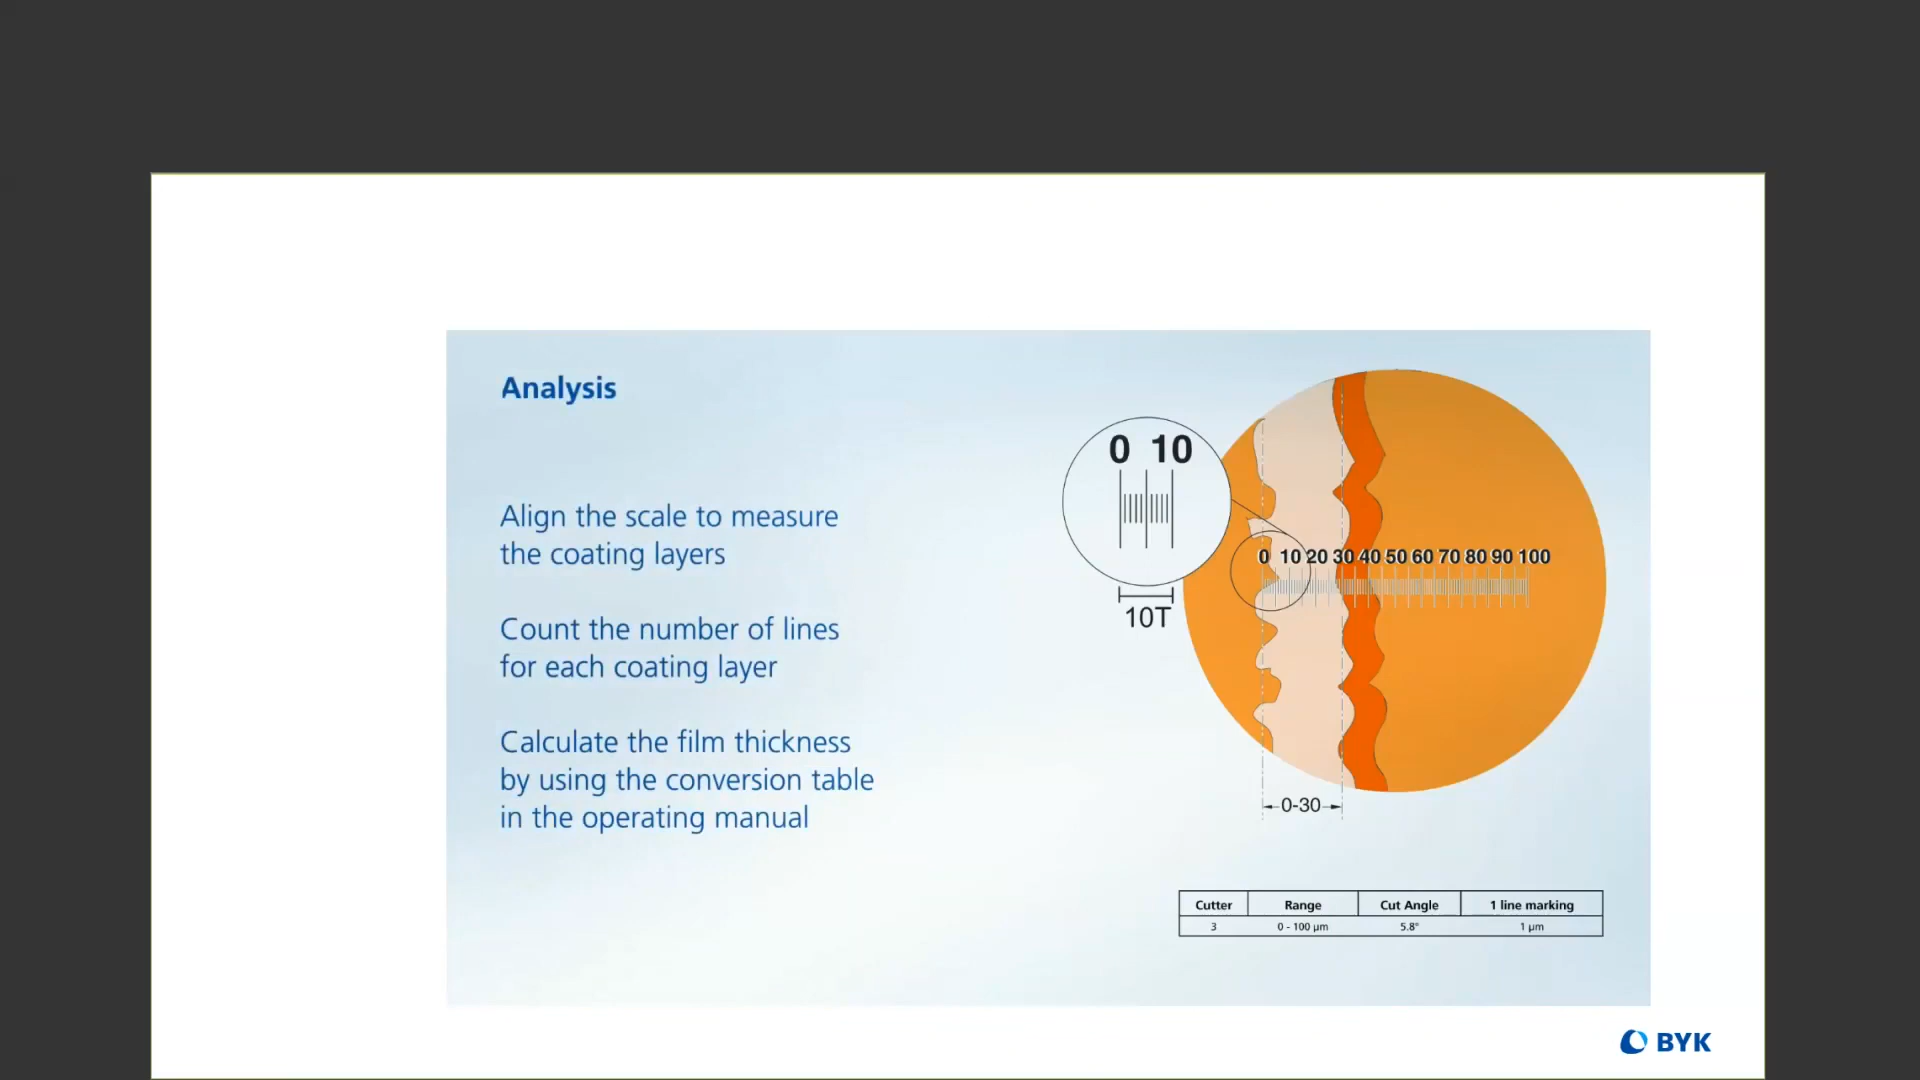 Analysis
Align the scale to measure
the coating layers
Count the number of lines
for each coating layer
Calculate the film thickness
by using the conversion table
in the operating manual
0 10
10T
0 10 20 30 40 50 60 70 80 90 100
0-30
Cutter Range Cut Angle 1 line marking
3 0 - 100 µm 5.8° 1 µm
BYK